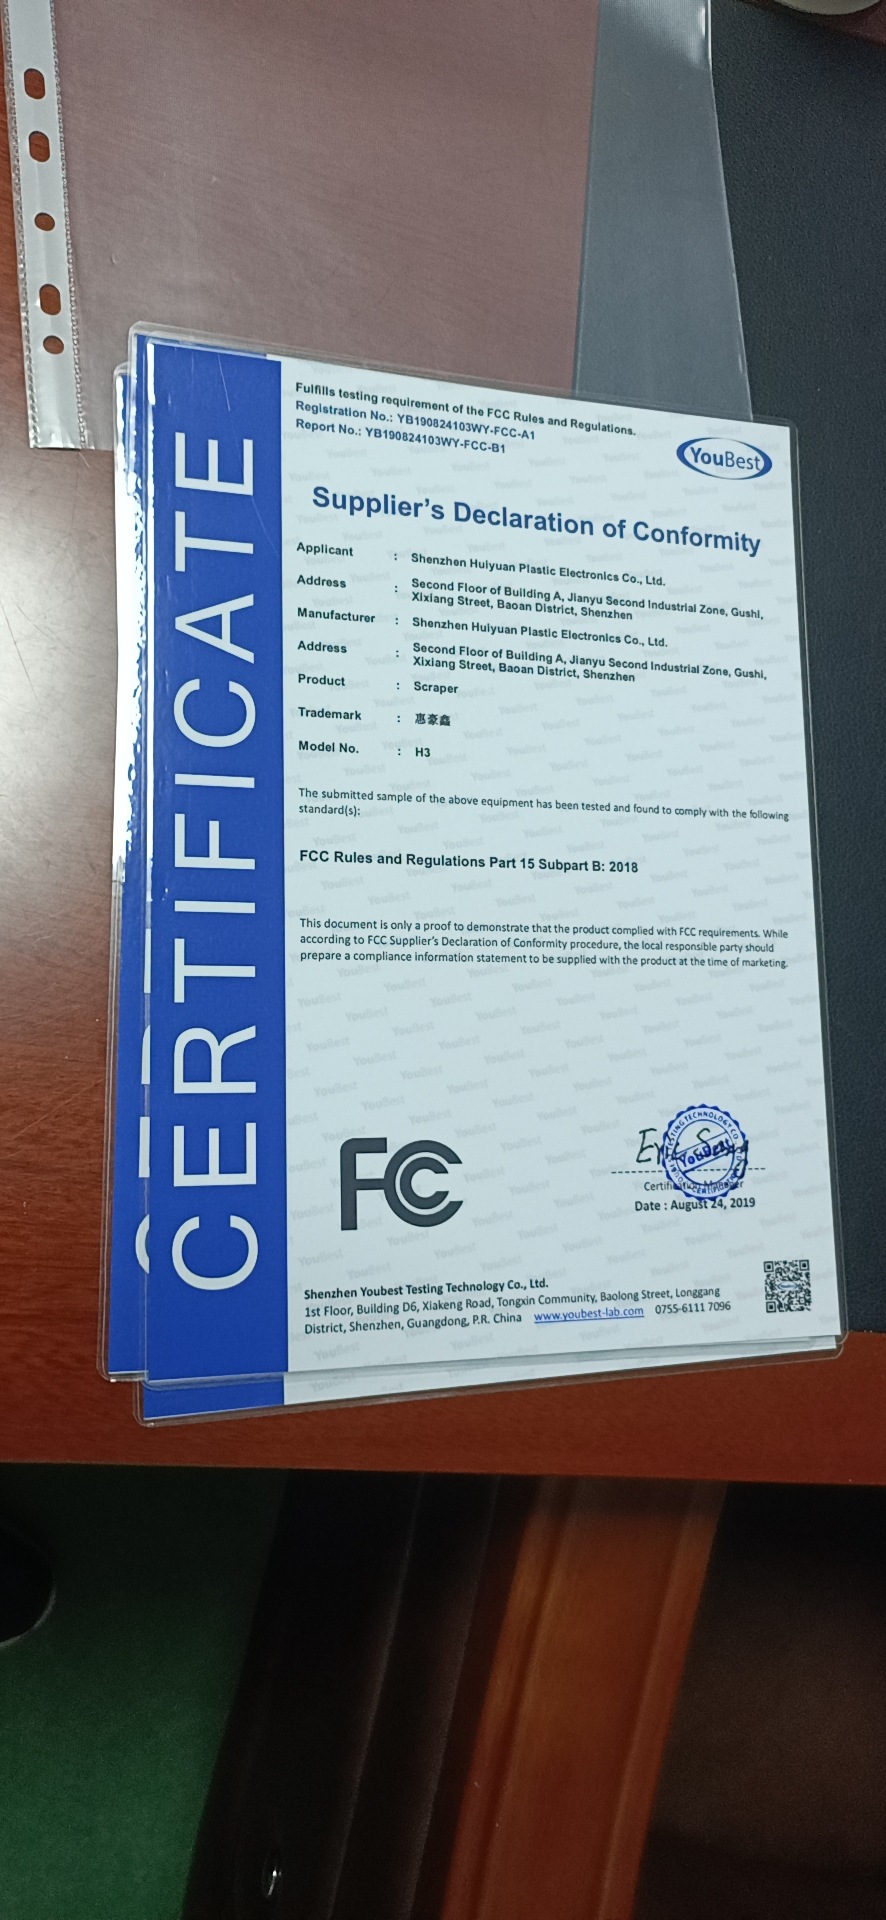 CERTIFICATE
Fulfills testing requirement of the FCC Rules and Regulations.
Registration No.: YB190824103WY-FCC-A1
Report No.: YB190824103WY-FCC-B1
YouBest
Supplier's Declaration of Conformity
Applicant : Shenzhen Huiyuan Plastic Electronics Co., Ltd.
Address : Second Floor of Building A, Jianyu Second Industrial Zone, Gushi,
Xixiang Street, Baoan District, Shenzhen
Manufacturer : Shenzhen Huiyuan Plastic Electronics Co., Ltd.
Address : Second Floor of Building A, Jianyu Second Industrial Zone, Gushi,
Xixiang Street, Baoan District, Shenzhen
Product : Scraper
Trademark : 惠豪鑫
Model No. : H3
The submitted sample of the above equipment has been tested and found to comply with the following
standard(s):
FCC Rules and Regulations Part 15 Subpart B: 2018
This document is only a proof to demonstrate that the product complied with FCC requirements. While
according to FCC Supplier's Declaration of Conformity procedure, the local responsible party should
prepare a compliance information statement to be supplied with the product at the time of marketing.
FC
YouBest
Certification Manager
Date : August 24, 2019
Shenzhen Youbest Testing Technology Co., Ltd.
1st Floor, Building D6, Xiakeng Road, Tongxin Community, Baolong Street, Longgang
District, Shenzhen, Guangdong, P.R. China www.youbest-lab.com 0755-6111 7096